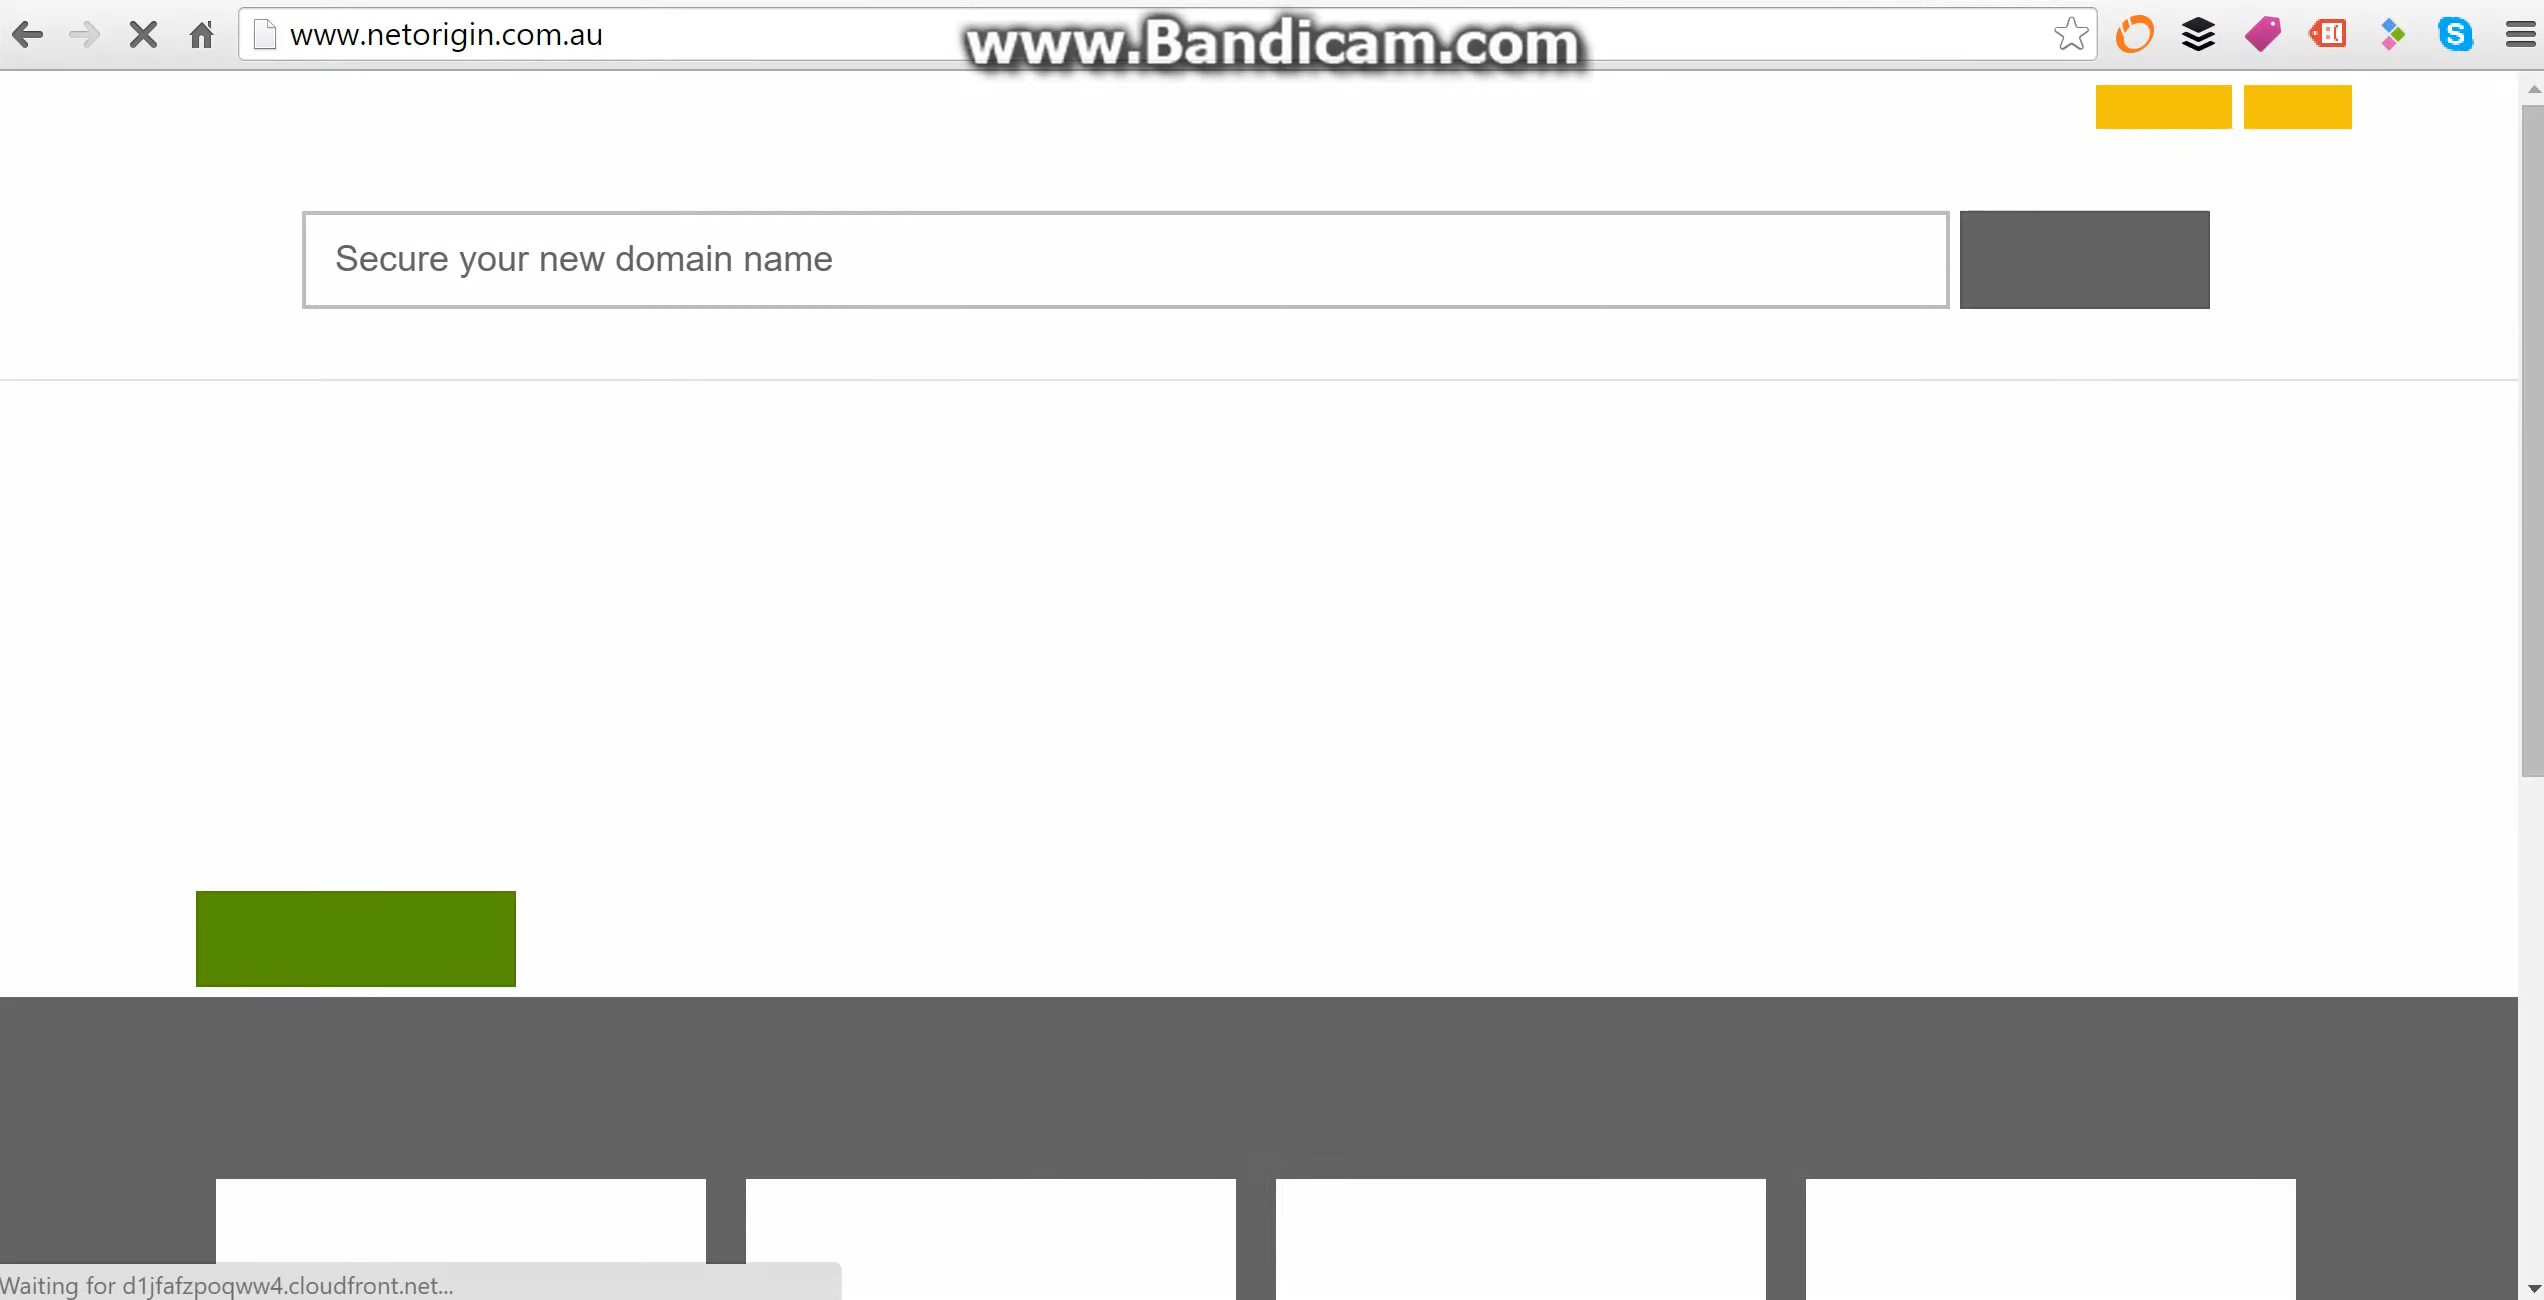 www.netorigin.com.au
www.Bandicam.com
Secure your new domain name
Waiting for d1jfafzpoqww4.cloudfront.net...